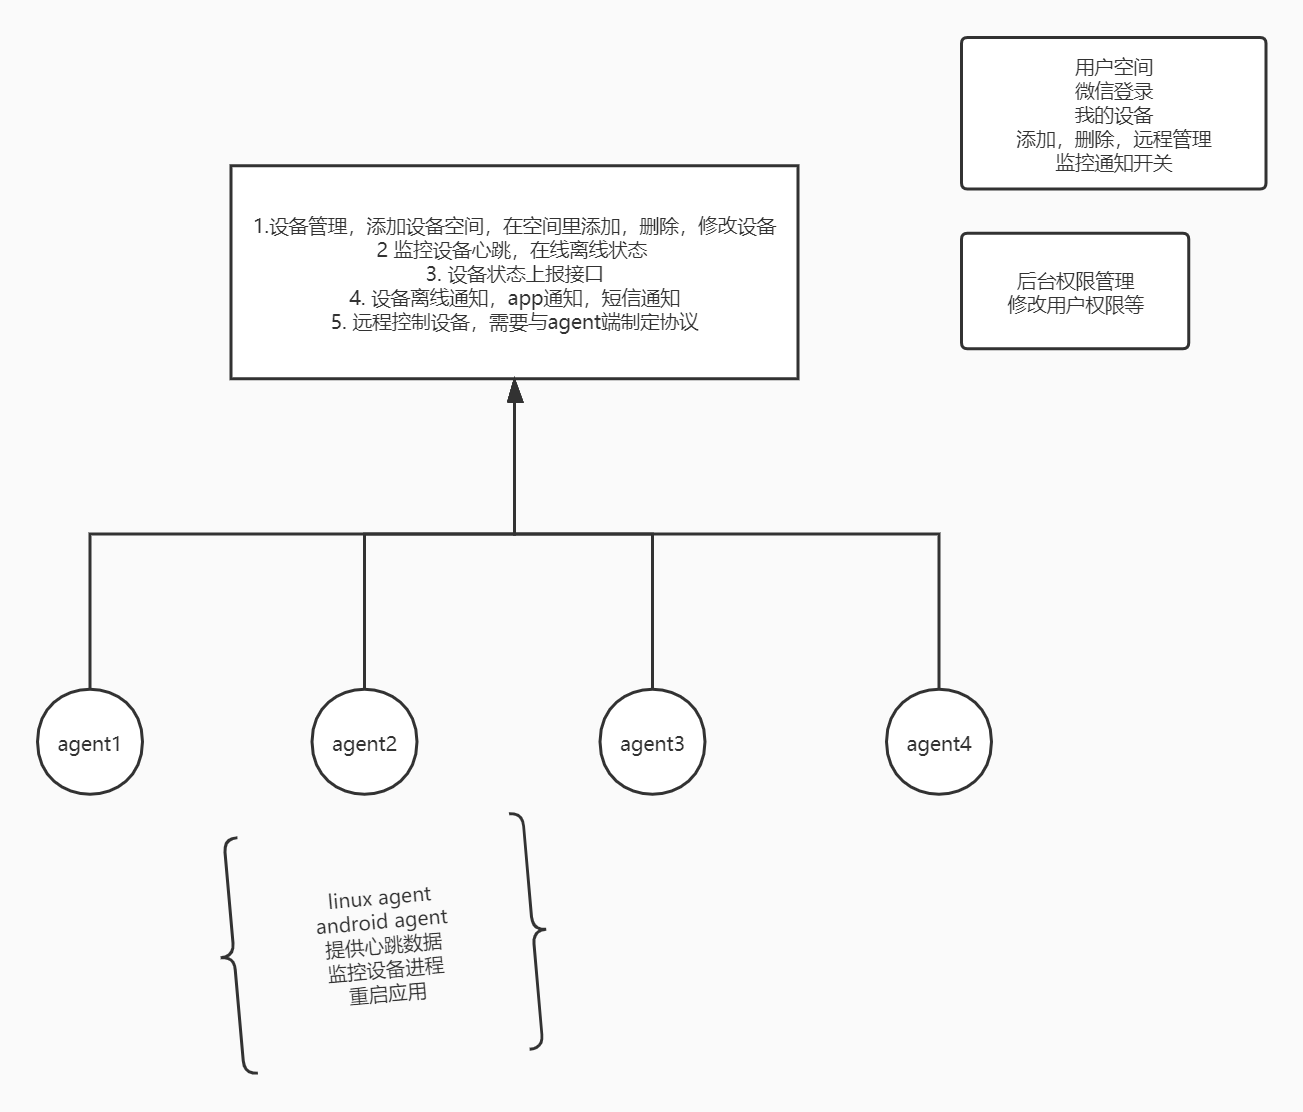 用户空间
微信登录
我的设备
添加，删除，远程管理
监控通知开关
1.设备管理，添加设备空间，在空间里添加，删除，修改设备
2 监控设备心跳，在线离线状态
3. 设备状态上报接口
4. 设备离线通知，app通知，短信通知
5. 远程控制设备，需要与agent端制定协议
后台权限管理
修改用户权限等
agent1
agent2
agent3
agent4
linux agent
android agent
提供心跳数据
监控设备进程
重启应用